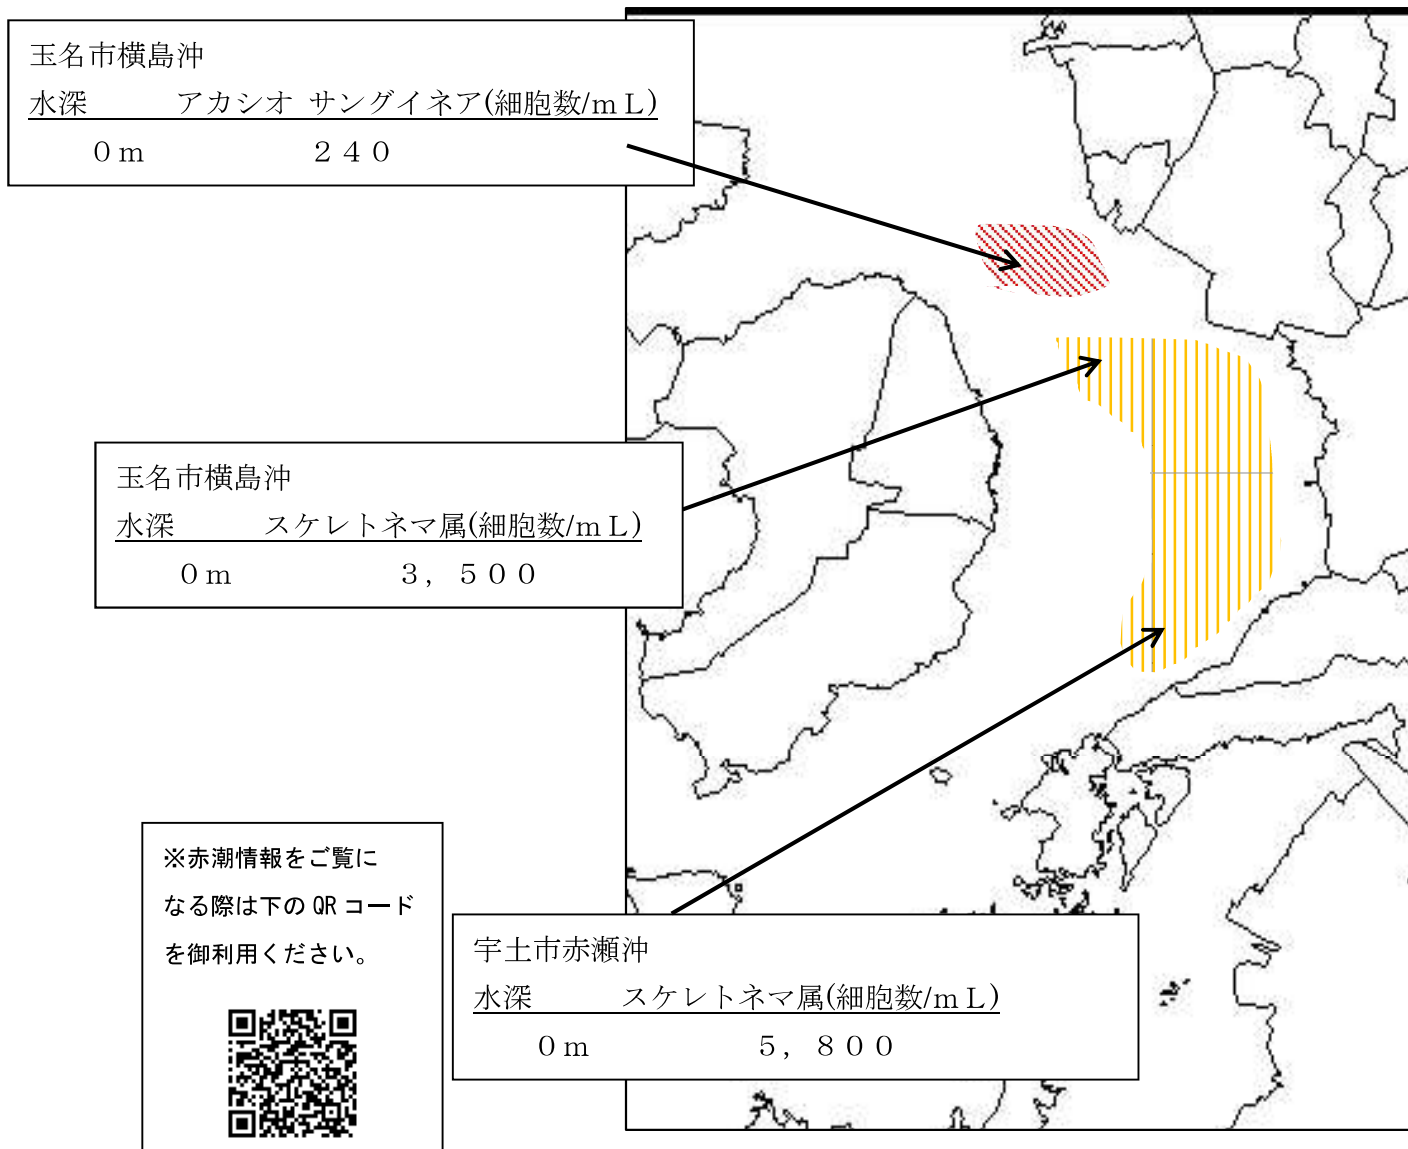 玉名市横島沖
水深　　　アカシオ サングイネア(細胞数/ｍＬ)
０ｍ　　　　　　２４０
玉名市横島沖
水深　　　スケレトネマ属(細胞数/ｍＬ)
０ｍ　　　　　　３，５００
※赤潮情報をご覧に
なる際は下の QR コード
を御利用ください。
宇土市赤瀬沖
水深　　　スケレトネマ属(細胞数/ｍＬ)
０ｍ　　　　　　５，８００